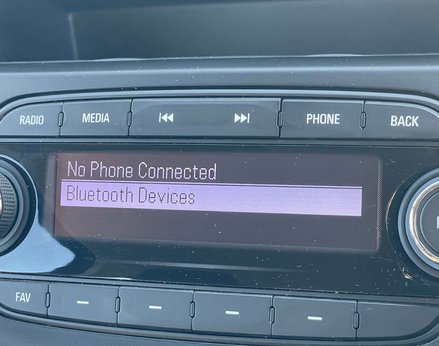 RADIO MEDIA PHONE BACK
No Phone Connected
Bluetooth Devices
FAV